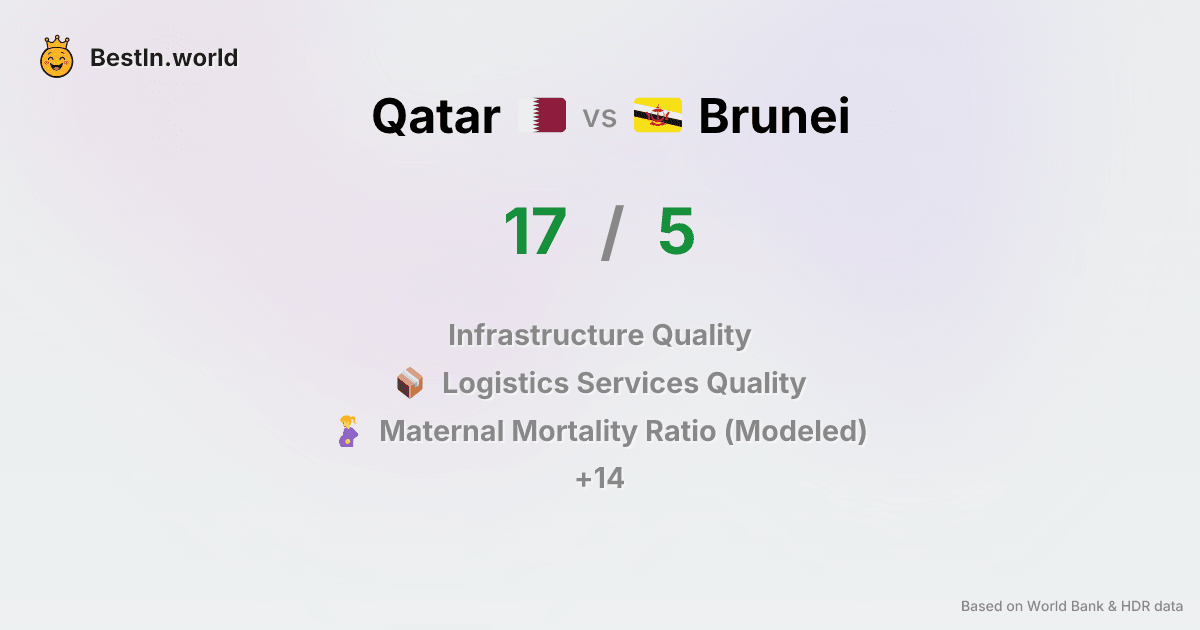 BestIn.world
Qatar vs Brunei
17 / 5
Infrastructure Quality
Logistics Services Quality
Maternal Mortality Ratio (Modeled)
+14
Based on World Bank & HDR data